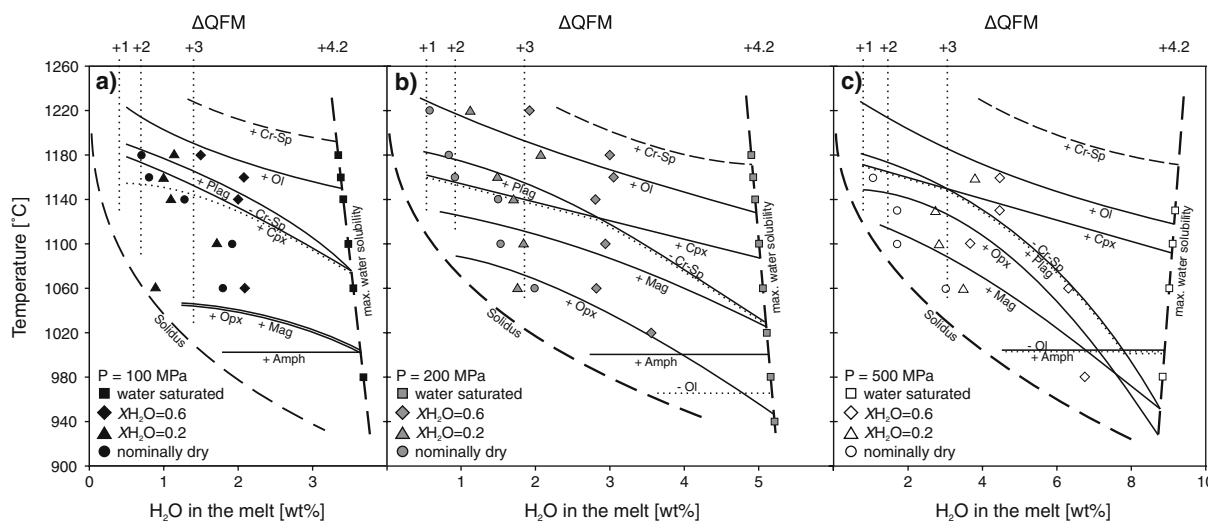 ΔQFM ΔQFM ΔQFM
+1 +2 +3 +4.2 +1 +2 +3 +4.2 +1 +2 +3 +4.2
1260
1220
1180
1140
1100
1060
1020
980
940
900
Temperature [°C]
a)
+ Cr-Sp
+ Ol
+ Plag
- Cr-Sp
+ Cpx
max. water solubility
Solidus
+ Opx
+ Mag
+ Amph
P = 100 MPa
water saturated
XH₂O=0.6
XH₂O=0.2
nominally dry
b)
+ Cr-Sp
+ Ol
+ Plag
+ Cpx
- Cr-Sp
+ Mag
max. water solubility
Solidus
+ Opx
+ Amph
- Ol
P = 200 MPa
water saturated
XH₂O=0.6
XH₂O=0.2
nominally dry
c)
+ Cr-Sp
+ Ol
+ Cpx
- Cr-Sp
+ Plag
+ Opx
+ Mag
max. water solubility
Solidus
- Ol
+ Amph
P = 500 MPa
water saturated
XH₂O=0.6
XH₂O=0.2
nominally dry
0 1 2 3 1 2 3 4 5 2 4 6 8 10
H₂O in the melt [wt%] H₂O in the melt [wt%] H₂O in the melt [wt%]